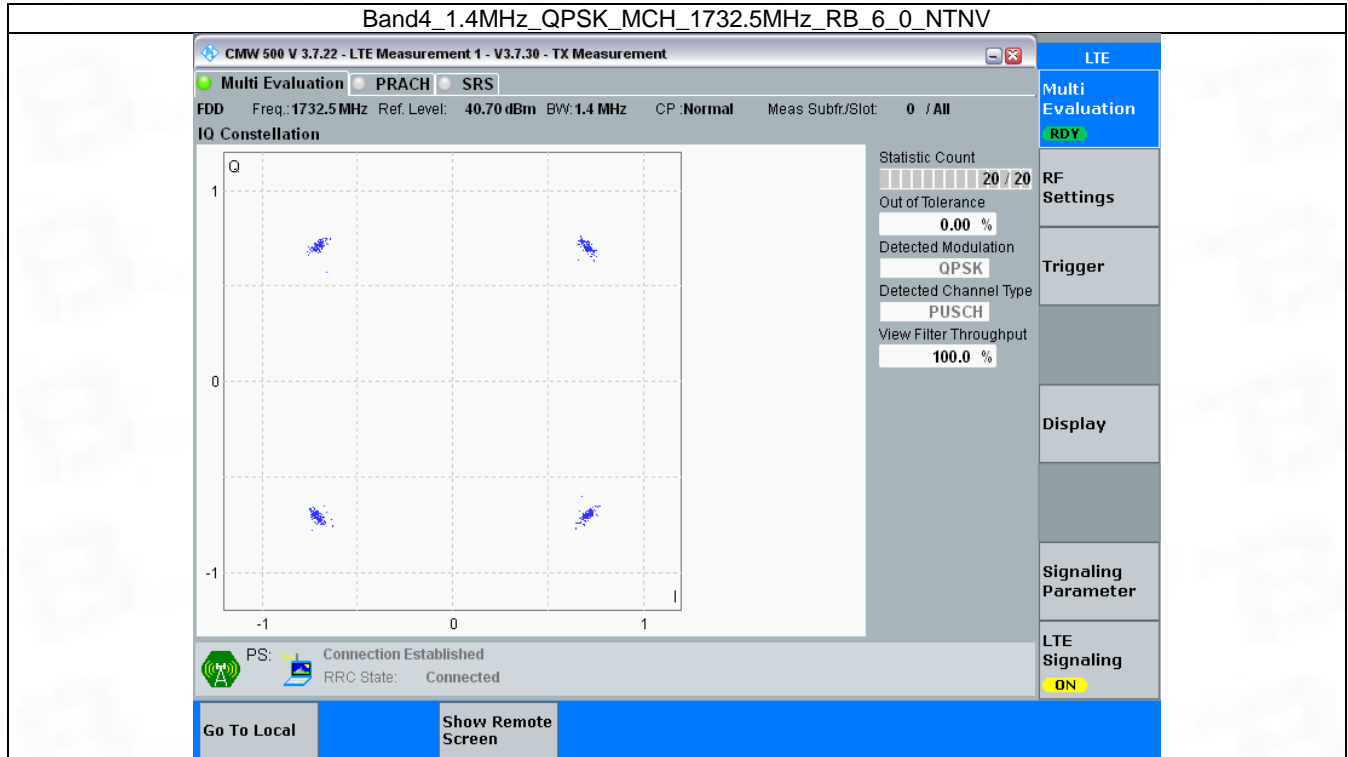 Band4_1.4MHz_QPSK_MCH_1732.5MHz_RB_6_0_NTNV
CMW 500 V 3.7.22 - LTE Measurement 1 - V3.7.30 - TX Measurement
LTE
Multi Evaluation PRACH SRS
FDD Freq.:1732.5 MHz Ref. Level: 40.70 dBm BW:1.4 MHz CP :Normal Meas Subfr./Slot: 0 / All
IQ Constellation
Q
1
0
-1
I
-1 0 1
Statistic Count
20 / 20
Out of Tolerance
0.00 %
Detected Modulation
QPSK
Detected Channel Type
PUSCH
View Filter Throughput
100.0 %
Multi
Evaluation
RDY
RF
Settings
Trigger
Display
Signaling
Parameter
LTE
Signaling
ON
PS: Connection Established
RRC State: Connected
Go To Local
Show Remote
Screen